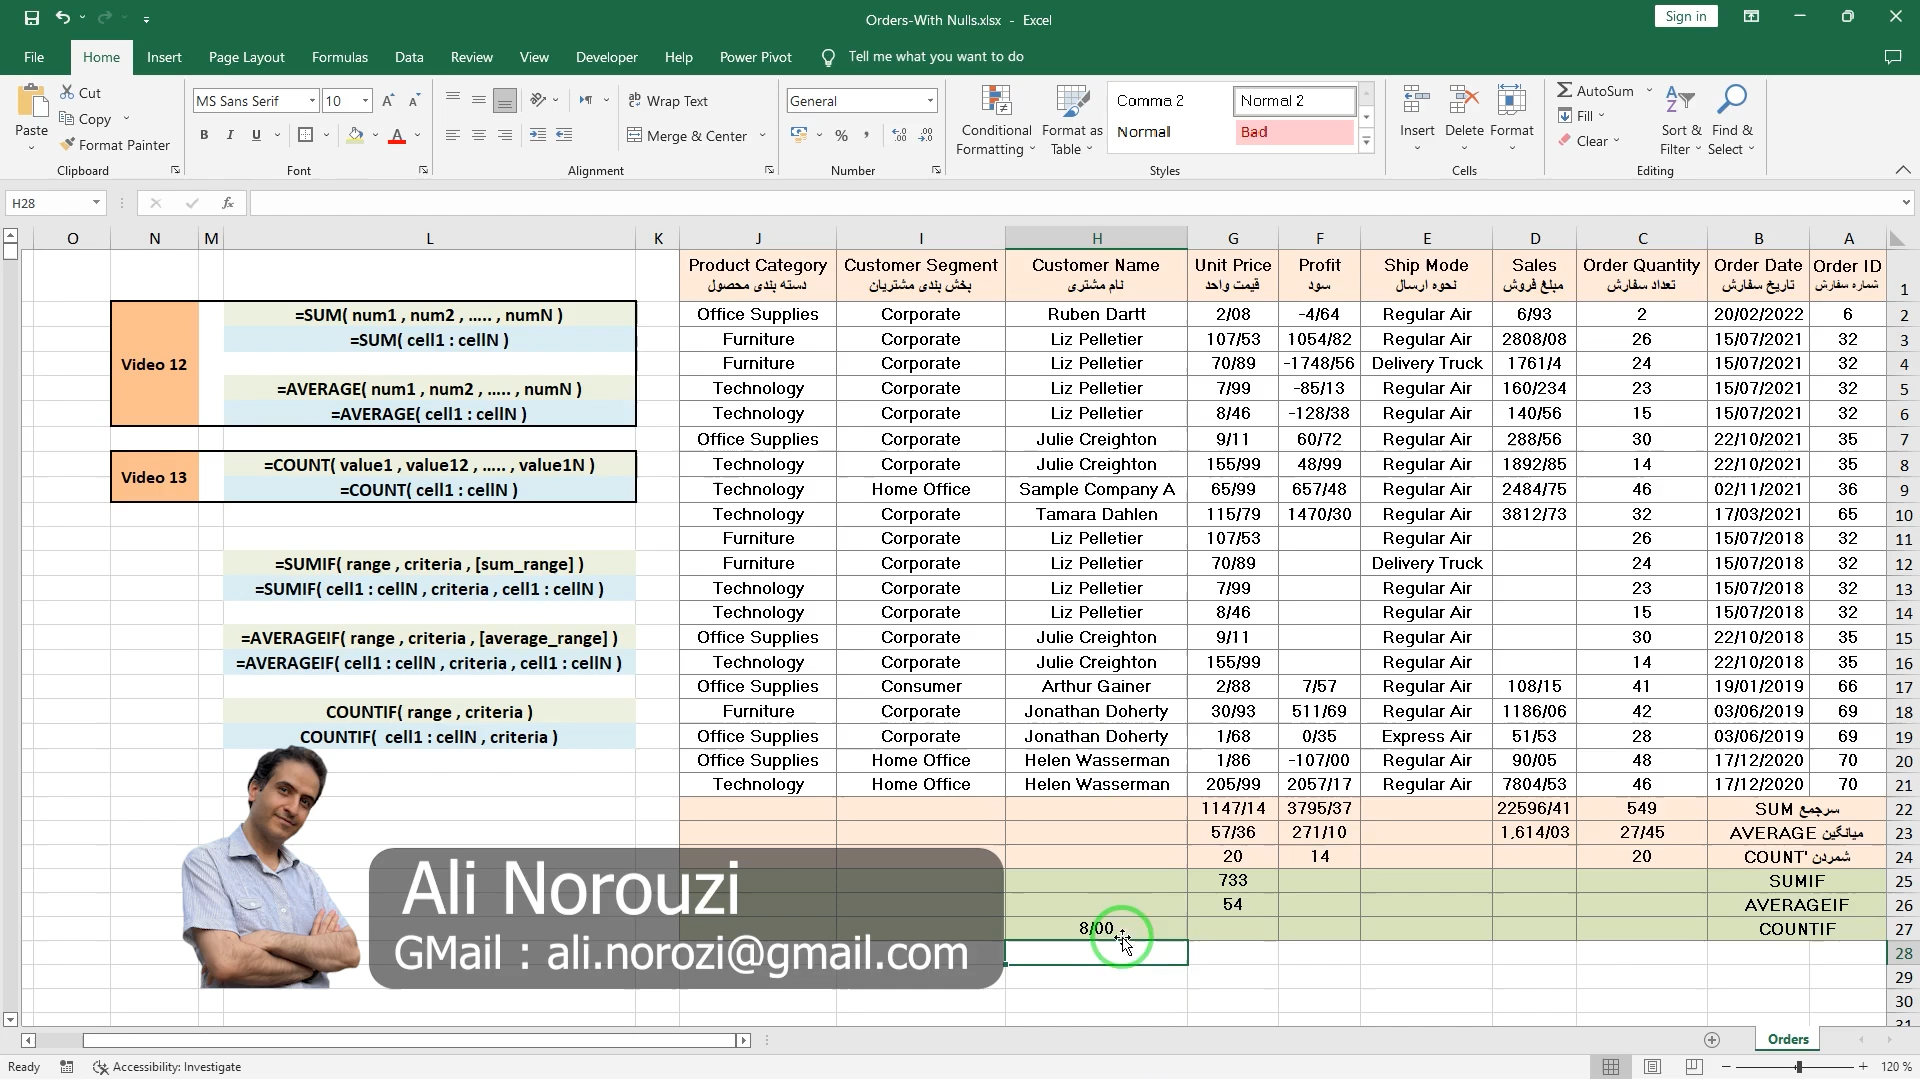 Orders-With Nulls.xlsx - Excel
Sign in
File Home Insert Page Layout Formulas Data Review View Developer Help Power Pivot Tell me what you want to do
Paste
Cut
Copy
Format Painter
Clipboard
MS Sans Serif 10
B I U
Font
Wrap Text
Merge & Center
Alignment
General
Number
Conditional Formatting
Format as Table
Comma 2 Normal 2
Normal Bad
Styles
Insert Delete Format
Cells
AutoSum
Fill
Clear
Sort & Filter
Find & Select
Editing
H28 fx
O N M L K J I H G F E D C B A
Product Category Customer Segment Customer Name Unit Price Profit Ship Mode Sales Order Quantity Order Date Order ID
دسته بندی محصول بخش بندی مشتریان نام مشتری قیمت واحد سود نحوه ارسال مبلغ فروش تعداد سفارش تاریخ سفارش شماره سفارش 1
Office Supplies Corporate Ruben Dartt 2/08 -4/64 Regular Air 6/93 2 20/02/2022 6 2
Furniture Corporate Liz Pelletier 107/53 1054/82 Regular Air 2808/08 26 15/07/2021 32 3
Furniture Corporate Liz Pelletier 70/89 -1748/56 Delivery Truck 1761/4 24 15/07/2021 32 4
Technology Corporate Liz Pelletier 7/99 -85/13 Regular Air 160/234 23 15/07/2021 32 5
Technology Corporate Liz Pelletier 8/46 -128/38 Regular Air 140/56 15 15/07/2021 32 6
Office Supplies Corporate Julie Creighton 9/11 60/72 Regular Air 288/56 30 22/10/2021 35 7
Technology Corporate Julie Creighton 155/99 48/99 Regular Air 1892/85 14 22/10/2021 35 8
Technology Home Office Sample Company A 65/99 657/48 Regular Air 2484/75 46 02/11/2021 36 9
Technology Corporate Tamara Dahlen 115/79 1470/30 Regular Air 3812/73 32 17/03/2021 65 10
Furniture Corporate Liz Pelletier 107/53 Regular Air 26 15/07/2018 32 11
Furniture Corporate Liz Pelletier 70/89 Delivery Truck 24 15/07/2018 32 12
Technology Corporate Liz Pelletier 7/99 Regular Air 23 15/07/2018 32 13
Technology Corporate Liz Pelletier 8/46 Regular Air 15 15/07/2018 32 14
Office Supplies Corporate Julie Creighton 9/11 Regular Air 30 22/10/2018 35 15
Technology Corporate Julie Creighton 155/99 Regular Air 14 22/10/2018 35 16
Office Supplies Consumer Arthur Gainer 2/88 7/57 Regular Air 108/15 41 19/01/2019 66 17
Furniture Corporate Jonathan Doherty 30/93 511/69 Regular Air 1186/06 42 03/06/2019 69 18
Office Supplies Corporate Jonathan Doherty 1/68 0/35 Express Air 51/53 28 03/06/2019 69 19
Office Supplies Home Office Helen Wasserman 1/86 -107/00 Regular Air 90/05 48 17/12/2020 70 20
Technology Home Office Helen Wasserman 205/99 2057/17 Regular Air 7804/53 46 17/12/2020 70 21
1147/14 3795/37 22596/41 549 SUM سرجمع 22
57/36 271/10 1,614/03 27/45 AVERAGE میانگین 23
20 14 20 COUNT' شمردن 24
733 SUMIF 25
54 AVERAGEIF 26
8/00 COUNTIF 27
28
29
30
31
Video 12
=SUM( num1 , num2 , ..... , numN )
=SUM( cell1 : cellN )
=AVERAGE( num1 , num2 , ..... , numN )
=AVERAGE( cell1 : cellN )
Video 13
=COUNT( value1 , value12 , ..... , value1N )
=COUNT( cell1 : cellN )
=SUMIF( range , criteria , [sum_range] )
=SUMIF( cell1 : cellN , criteria , cell1 : cellN )
=AVERAGEIF( range , criteria , [average_range] )
=AVERAGEIF( cell1 : cellN , criteria , cell1 : cellN )
COUNTIF( range , criteria )
COUNTIF( cell1 : cellN , criteria )
Ali Norouzi
GMail : ali.norozi@gmail.com
Orders
Ready Accessibility: Investigate 120 %